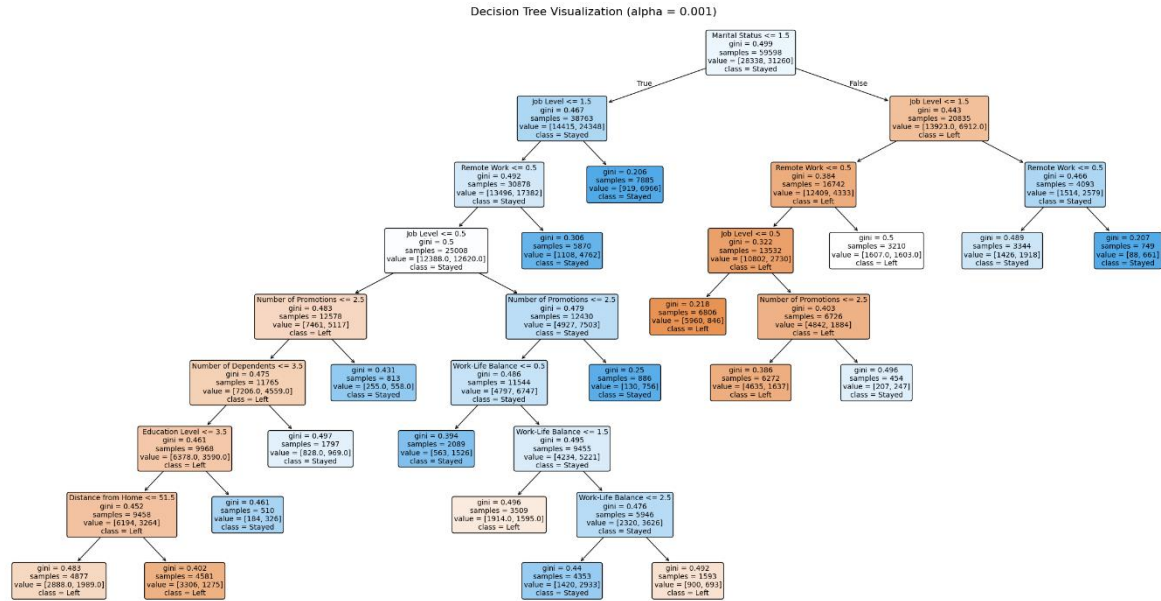 Decision Tree Visualization (alpha = 0.001)
Marital Status <= 1.5
gini = 0.499
samples = 59598
value = [28338, 31260]
class = Stayed
True
False
Job Level <= 1.5
gini = 0.467
samples = 38763
value = [14415, 24348]
class = Stayed
Job Level <= 1.5
gini = 0.443
samples = 20835
value = [13923.0, 6912.0]
class = Left
Remote Work <= 0.5
gini = 0.492
samples = 30878
value = [13496, 17382]
class = Stayed
gini = 0.206
samples = 7885
value = [919, 6966]
class = Stayed
Remote Work <= 0.5
gini = 0.384
samples = 16742
value = [12409, 4333]
class = Left
Remote Work <= 0.5
gini = 0.466
samples = 4093
value = [1514, 2579]
class = Stayed
Job Level <= 0.5
gini = 0.5
samples = 25008
value = [12388.0, 12620.0]
class = Stayed
gini = 0.306
samples = 5870
value = [1108, 4762]
class = Stayed
Job Level <= 0.5
gini = 0.322
samples = 13532
value = [10802, 2730]
class = Left
gini = 0.5
samples = 3210
value = [1607.0, 1603.0]
class = Left
gini = 0.489
samples = 3344
value = [1426, 1918]
class = Stayed
gini = 0.207
samples = 749
value = [88, 661]
class = Stayed
Number of Promotions <= 2.5
gini = 0.483
samples = 12578
value = [7461, 5117]
class = Left
Number of Promotions <= 2.5
gini = 0.479
samples = 12430
value = [4927, 7503]
class = Stayed
gini = 0.218
samples = 6806
value = [5960, 846]
class = Left
Number of Promotions <= 2.5
gini = 0.403
samples = 6726
value = [4842, 1884]
class = Left
Number of Dependents <= 3.5
gini = 0.475
samples = 11765
value = [7206.0, 4559.0]
class = Left
gini = 0.431
samples = 813
value = [255.0, 558.0]
class = Stayed
Work-Life Balance <= 0.5
gini = 0.486
samples = 11544
value = [4797, 6747]
class = Stayed
gini = 0.25
samples = 886
value = [130, 756]
class = Stayed
gini = 0.386
samples = 6272
value = [4635, 1637]
class = Left
gini = 0.496
samples = 454
value = [207, 247]
class = Stayed
Education Level <= 3.5
gini = 0.461
samples = 9968
value = [6378.0, 3590.0]
class = Left
gini = 0.497
samples = 1797
value = [828.0, 969.0]
class = Stayed
gini = 0.394
samples = 2089
value = [563, 1526]
class = Stayed
Work-Life Balance <= 1.5
gini = 0.495
samples = 9455
value = [4234, 5221]
class = Stayed
Distance from Home <= 51.5
gini = 0.452
samples = 9458
value = [6194, 3264]
class = Left
gini = 0.461
samples = 510
value = [184, 326]
class = Stayed
gini = 0.496
samples = 3509
value = [1914.0, 1595.0]
class = Left
Work-Life Balance <= 2.5
gini = 0.476
samples = 5946
value = [2320, 3626]
class = Stayed
gini = 0.483
samples = 4877
value = [2888.0, 1989.0]
class = Left
gini = 0.402
samples = 4581
value = [3306, 1275]
class = Left
gini = 0.44
samples = 4353
value = [1420, 2933]
class = Stayed
gini = 0.492
samples = 1593
value = [900, 693]
class = Left